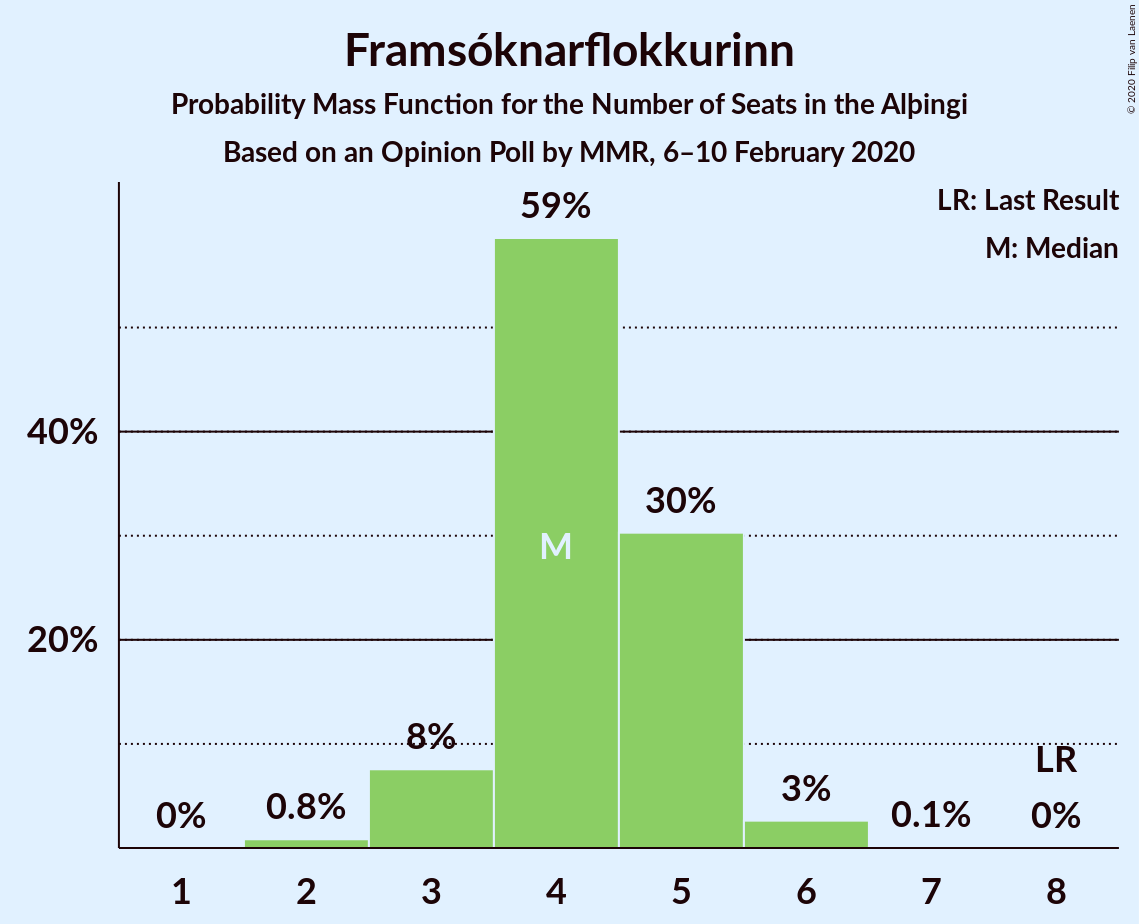 Framsóknarflokkurinn
Probability Mass Function for the Number of Seats in the Alþingi
Based on an Opinion Poll by MMR, 6–10 February 2020
© 2020 Filip van Laenen
LR: Last Result
M: Median
59%
40%
30%
M
20%
8%
LR
3%
0.8%
0%
0.1%
0%
1 2 3 4 5 6 7 8